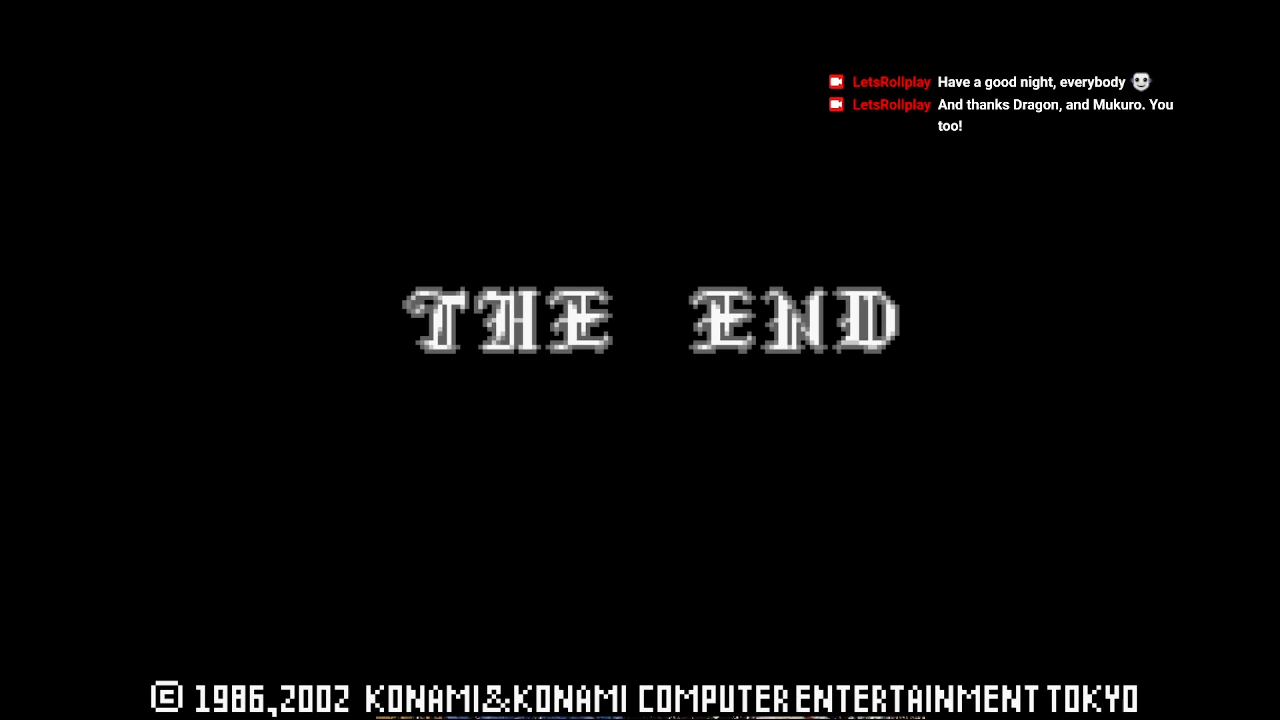 LetsRollplay Have a good night, everybody
LetsRollplay And thanks Dragon, and Mukuro. You
too!
THE END
© 1986,2002 KONAMI&KONAMI COMPUTER ENTERTAINMENT TOKYO